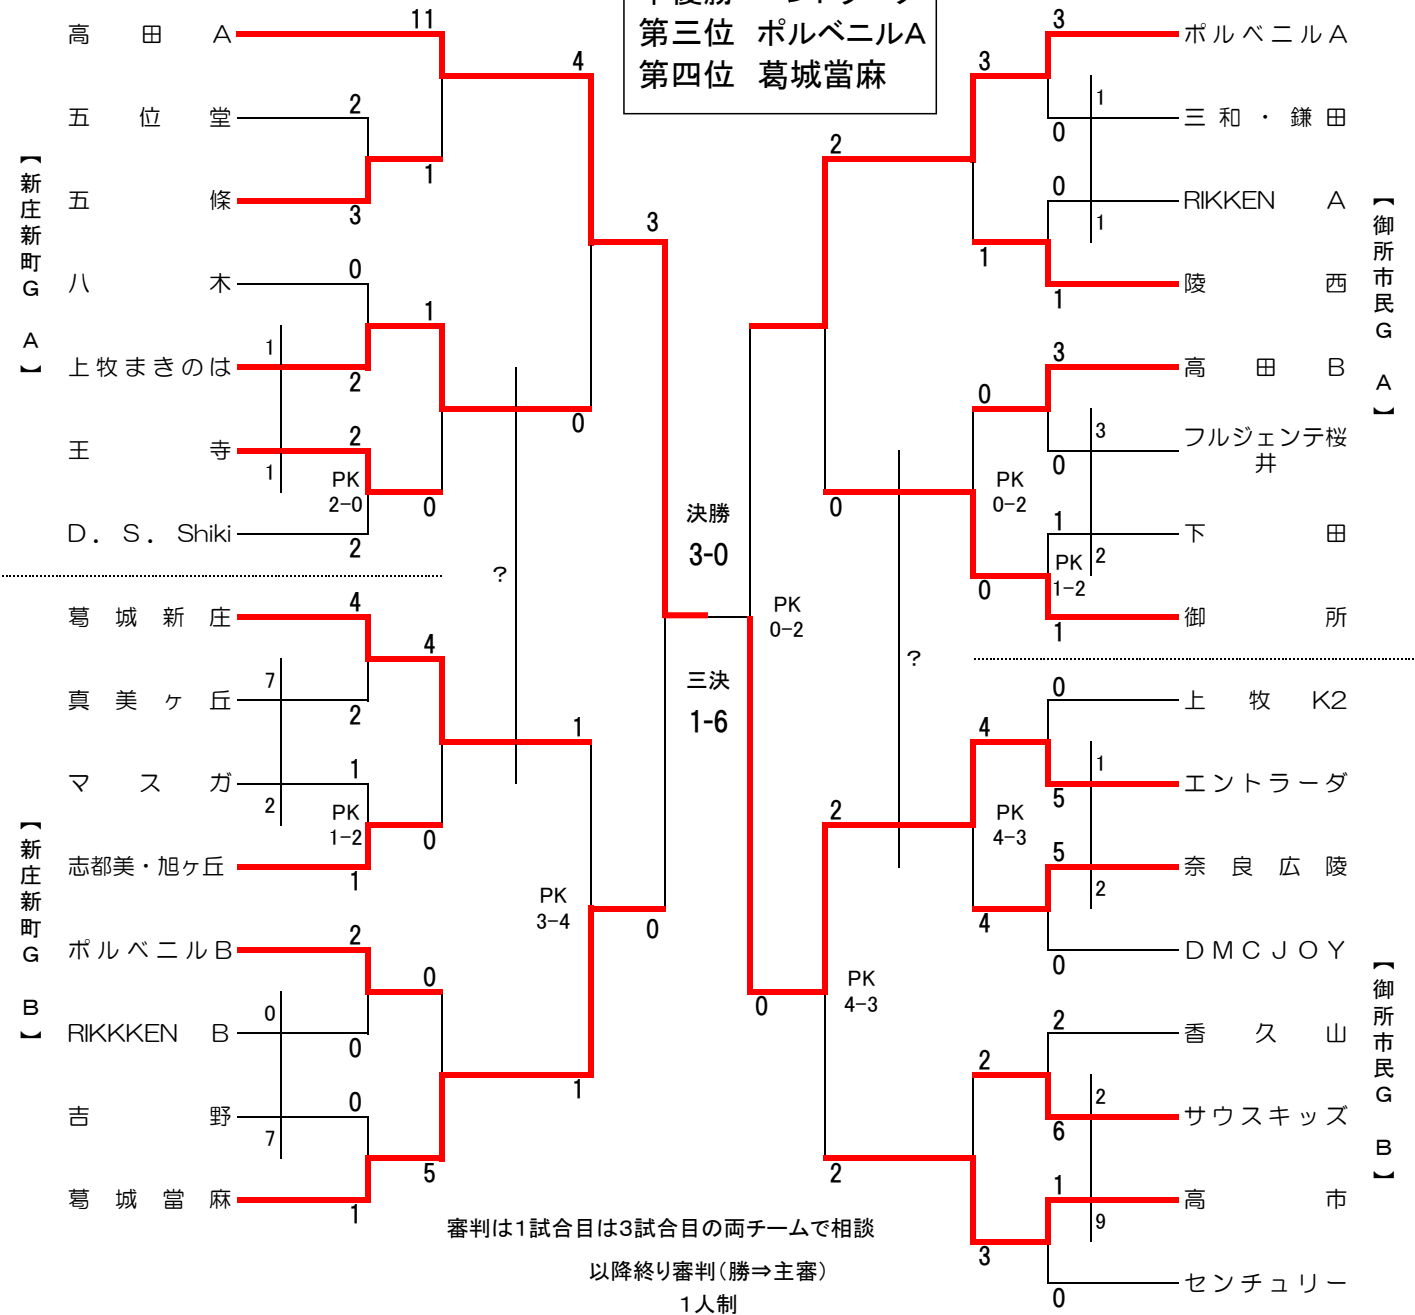 第三位 ポルベニルA
第四位 葛城當麻
【新庄新町G A】
高田A
11
五位堂
2
五條
3
1
4
八木
0
上牧まきのは
2
1
1
王寺
2
1
PK
2-0
D．S．Shiki
2
0
0
3
?
【新庄新町G B】
葛城新庄
4
真美ヶ丘
2
7
4
マスガ
1
2
PK
1-2
志都美・旭ヶ丘
1
0
1
PK
3-4
ポルベニルB
2
RIKKKEN B
0
0
0
吉野
0
7
葛城當麻
1
5
1
0
決勝
3-0
三決
1-6
PK
0-2
【御所市民G A】
3
ポルベニルA
3
1
三和・鎌田
0
2
0
RIKKEN A
1
1
陵西
1
3
高田B
0
3
フルジェンテ桜
井
0
PK
0-2
1
下田
PK
1-2
2
0
0
御所
1
?
【御所市民G B】
0
上牧K2
4
1
エントラーダ
5
2
PK
4-3
5
奈良広陵
2
4
DMCJOY
0
0
PK
4-3
2
香久山
2
2
サウスキッズ
6
1
高市
2
9
3
センチュリー
0
審判は1試合目は3試合目の両チームで相談
以降終り審判（勝⇒主審）
1人制